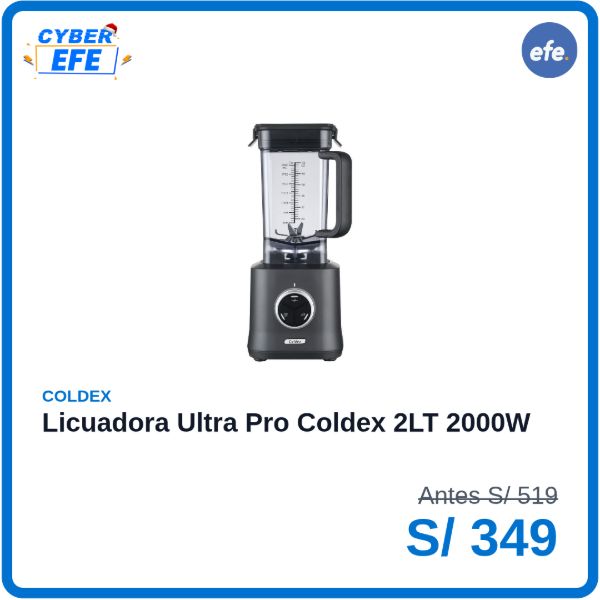 CYBER
EFE
efe.
COLDEX
Licuadora Ultra Pro Coldex 2LT 2000W
Antes S/ 519
S/ 349